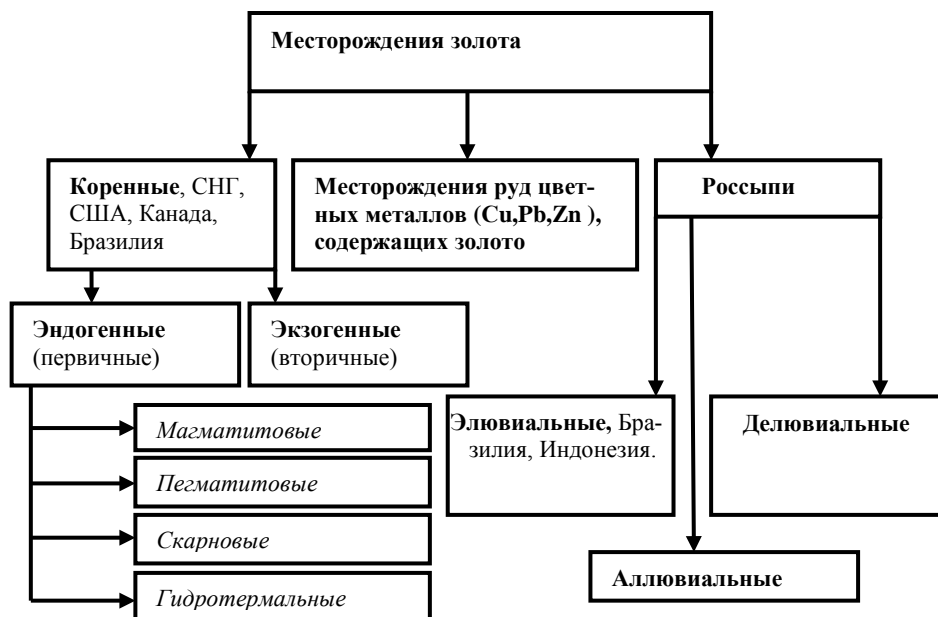 Месторождения золота
Коренные, СНГ,
США, Канада,
Бразилия
Месторождения руд цвет-
ных металлов (Cu,Pb,Zn ),
содержащих золото
Россыпи
Эндогенные
(первичные)
Экзогенные
(вторичные)
Магматитовые
Пегматитовые
Скарновые
Гидротермальные
Элювиальные, Бра-
зилия, Индонезия.
Делювиальные
Аллювиальные